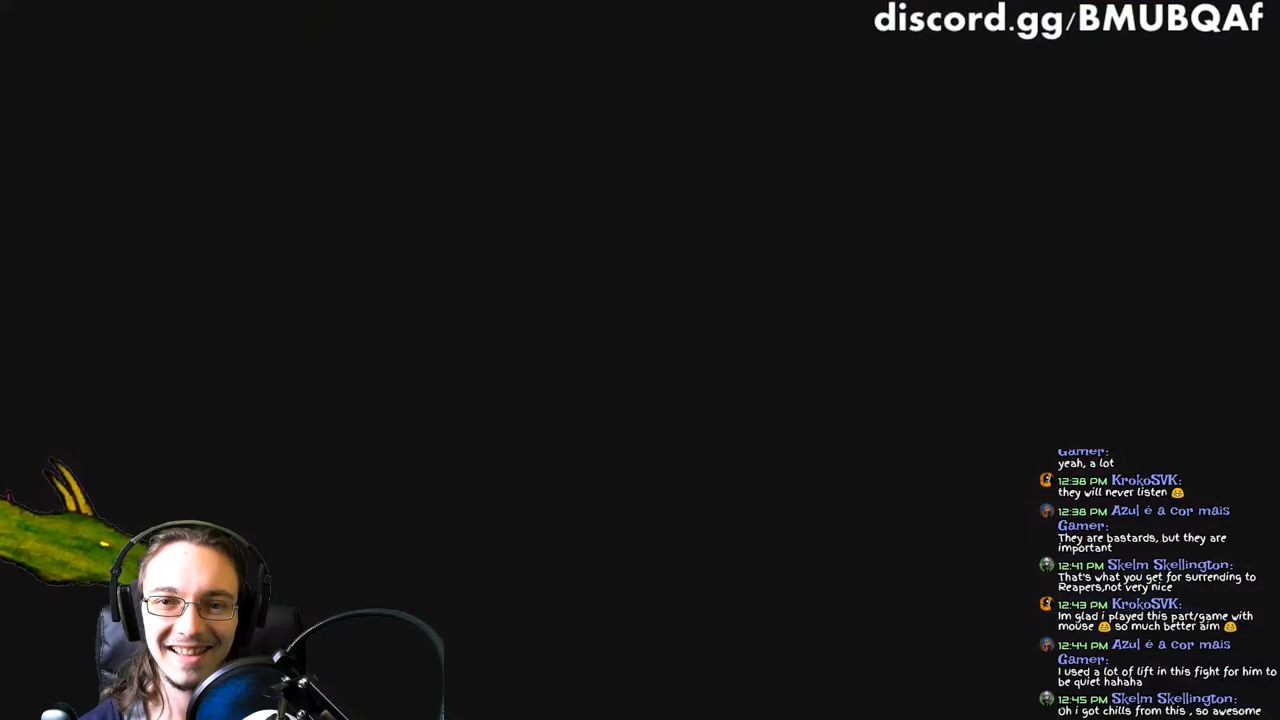 discord.gg/BMUBQAf
Gamer:
yeah, a lot
12:38 PM KrokoSVK:
they will never listen
12:38 PM Azul é a cor mais
Gamer:
They are bastards, but they are
important
12:41 PM Skelm Skellington:
That's what you get for surrending to
Reapers,not very nice
12:43 PM KrokoSVK:
Im glad i played this part/game with
mouse 😊 so much better aim 😊
12:44 PM Azul é a cor mais
Gamer:
I used a lot of lift in this fight for him to
be quiet hahaha
12:45 PM Skelm Skellington:
Oh i got chills from this , so awesome